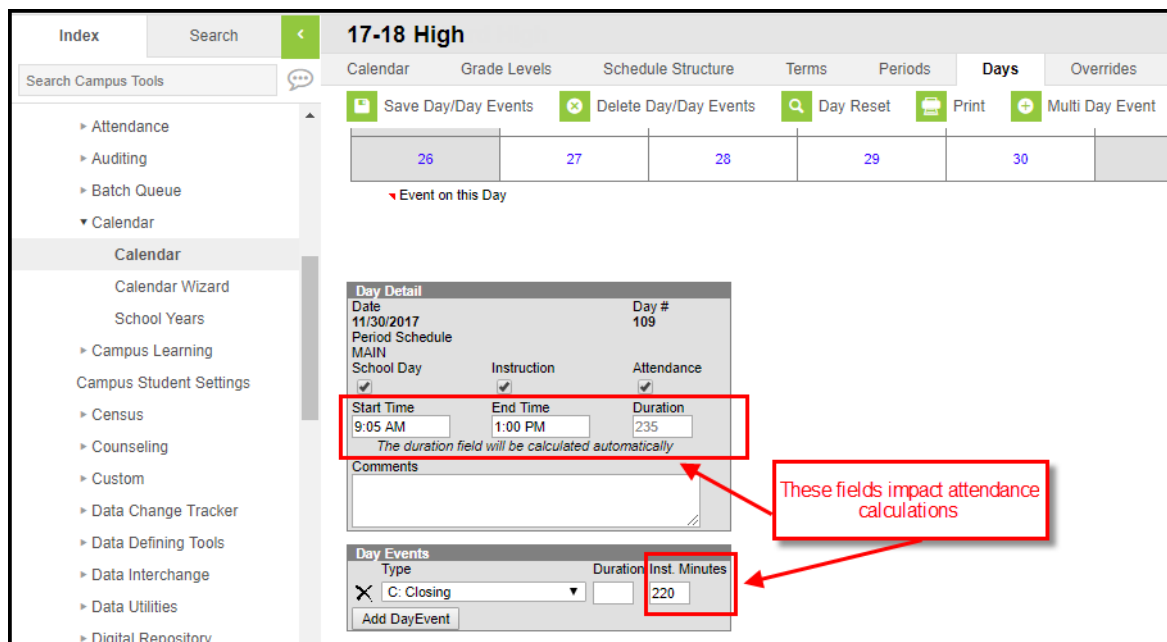 Index Search
Search Campus Tools
Attendance
Auditing
Batch Queue
Calendar
Calendar
Calendar Wizard
School Years
Campus Learning
Campus Student Settings
Census
Counseling
Custom
Data Change Tracker
Data Defining Tools
Data Interchange
Data Utilities
Digital Repository
17-18 High
Calendar Grade Levels Schedule Structure Terms Periods Days Overrides
Save Day/Day Events Delete Day/Day Events Day Reset Print Multi Day Event
26 27 28 29 30
Event on this Day
Day Detail
Date Day #
11/30/2017 109
Period Schedule
MAIN
School Day Instruction Attendance
Start Time End Time Duration
9:05 AM 1:00 PM 235
The duration field will be calculated automatically
Comments
These fields impact attendance
calculations
Day Events
Type Duration Inst. Minutes
C: Closing 220
Add DayEvent